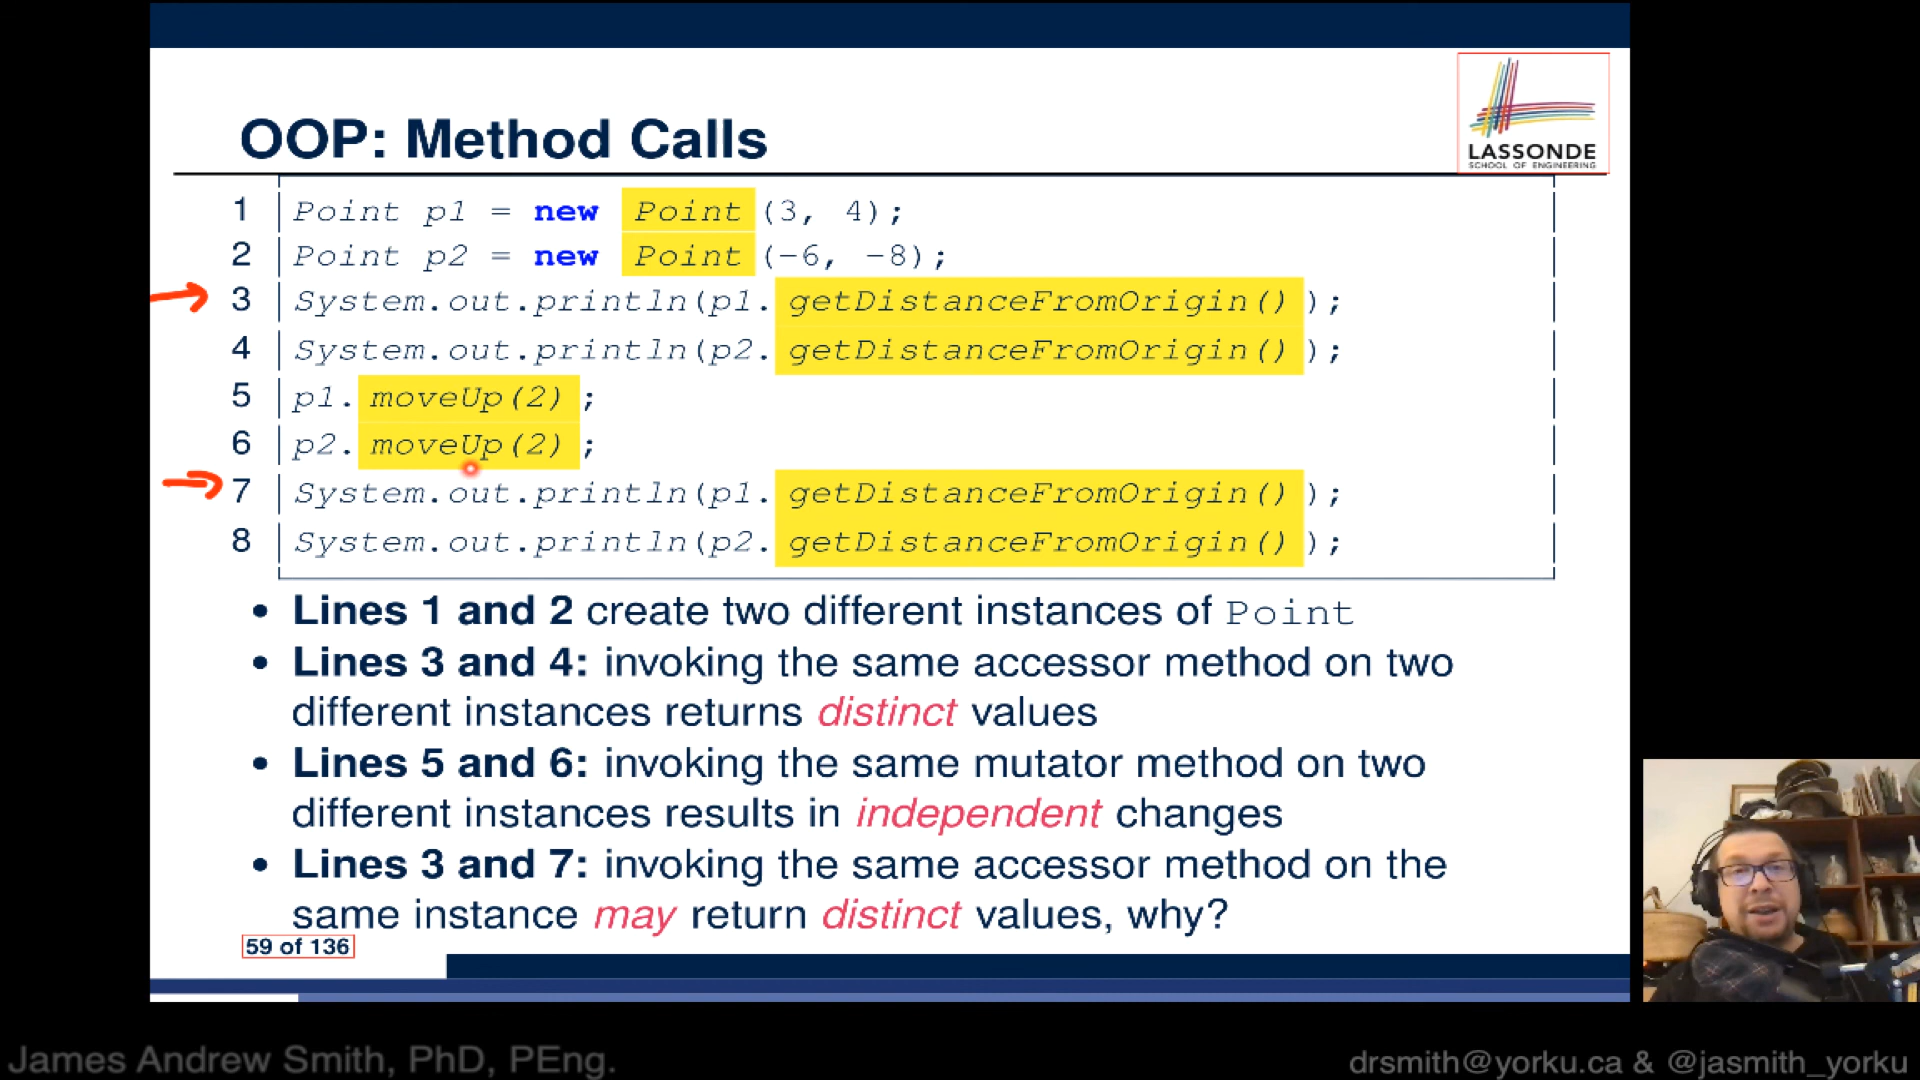 LASSONDE
SCHOOL OF ENGINEERING
OOP: Method Calls
1 Point p1 = new Point (3, 4);
2 Point p2 = new Point (−6, −8);
3 System.out.println(p1. getDistanceFromOrigin() );
4 System.out.println(p2. getDistanceFromOrigin() );
5 p1. moveUp(2) ;
6 p2. moveUp(2) ;
7 System.out.println(p1. getDistanceFromOrigin() );
8 System.out.println(p2. getDistanceFromOrigin() );
• Lines 1 and 2 create two different instances of Point
• Lines 3 and 4: invoking the same accessor method on two
different instances returns distinct values
• Lines 5 and 6: invoking the same mutator method on two
different instances results in independent changes
• Lines 3 and 7: invoking the same accessor method on the
same instance may return distinct values, why?
59 of 136
James Andrew Smith, PhD, PEng.
drsmith@yorku.ca & @jasmith_yorku